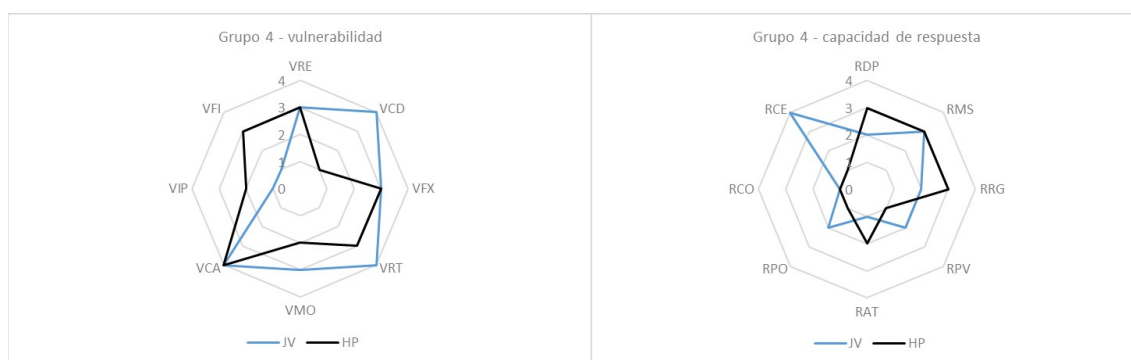 Grupo 4 - vulnerabilidad
VRE
4
3
2
1
0
VCD
VFX
VRT
VMO
VCA
VIP
VFI
JV HP
Grupo 4 - capacidad de respuesta
RDP
4
3
2
1
0
RMS
RRG
RPV
RAT
RPO
RCO
RCE
JV HP